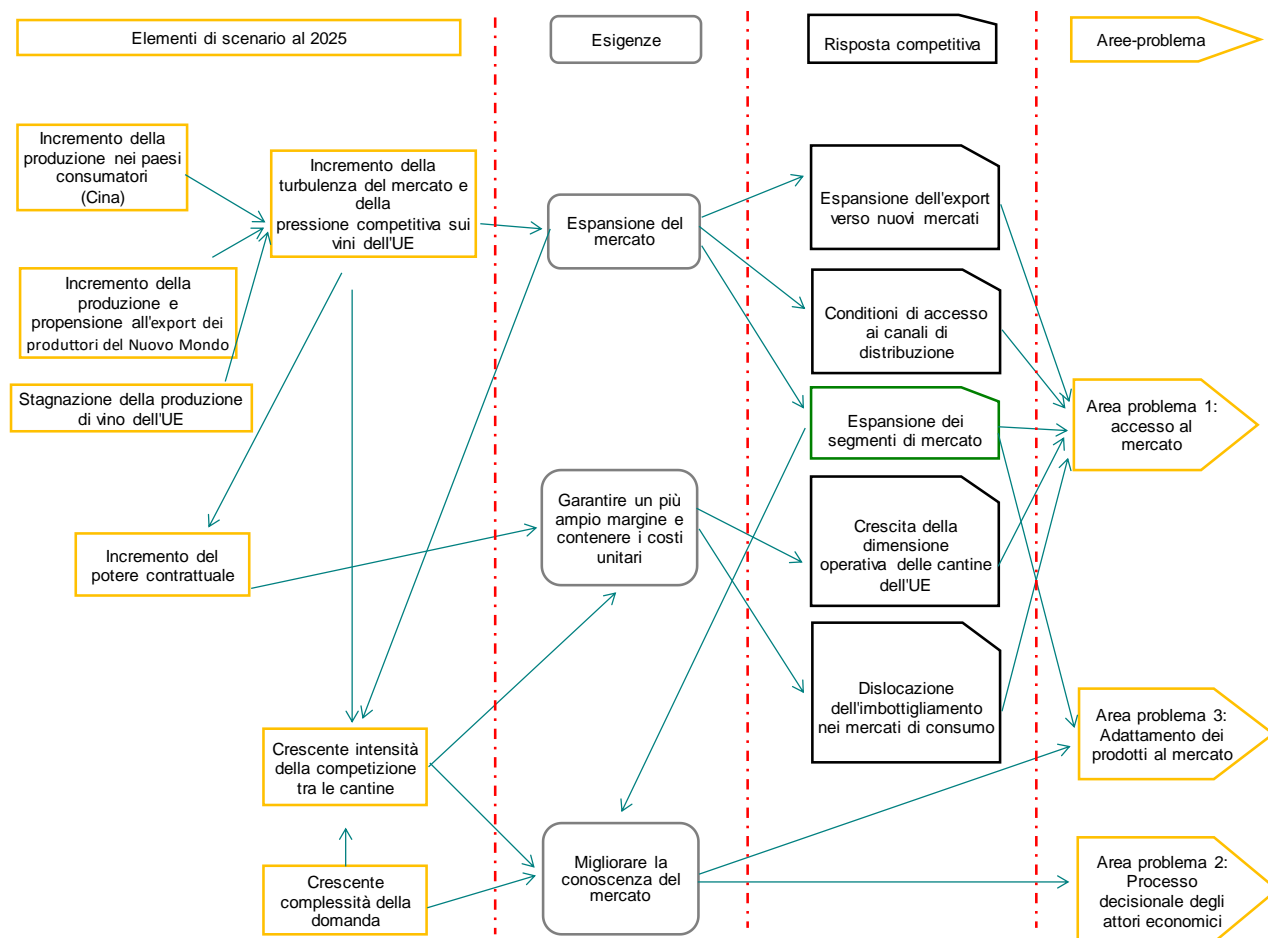 Elementi di scenario al 2025
Esigenze
Risposta competitiva
Aree-problema
Incremento della
produzione nei paesi
consumatori
(Cina)
Incremento della
turbulenza del mercato e
della
pressione competitiva sui
vini dell'UE
Incremento della
produzione e
propensione all'export dei
produttori del Nuovo Mondo
Stagnazione della produzione
di vino dell'UE
Incremento del
potere contrattuale
Crescente intensità
della competizione
tra le cantine
Crescente
complessità della
domanda
Espansione del
mercato
Garantire un più
ampio margine e
contenere i costi
unitari
Migliorare la
conoscenza del
mercato
Espansione dell'export
verso nuovi mercati
Conditioni di accesso
ai canali di
distribuzione
Espansione dei
segmenti di mercato
Crescita della
dimensione
operativa delle cantine
dell'UE
Dislocazione
dell'imbottigliamento
nei mercati di consumo
Area problema 1:
accesso al
mercato
Area problema 3:
Adattamento dei
prodotti al mercato
Area problema 2:
Processo
decisionale degli
attori economici